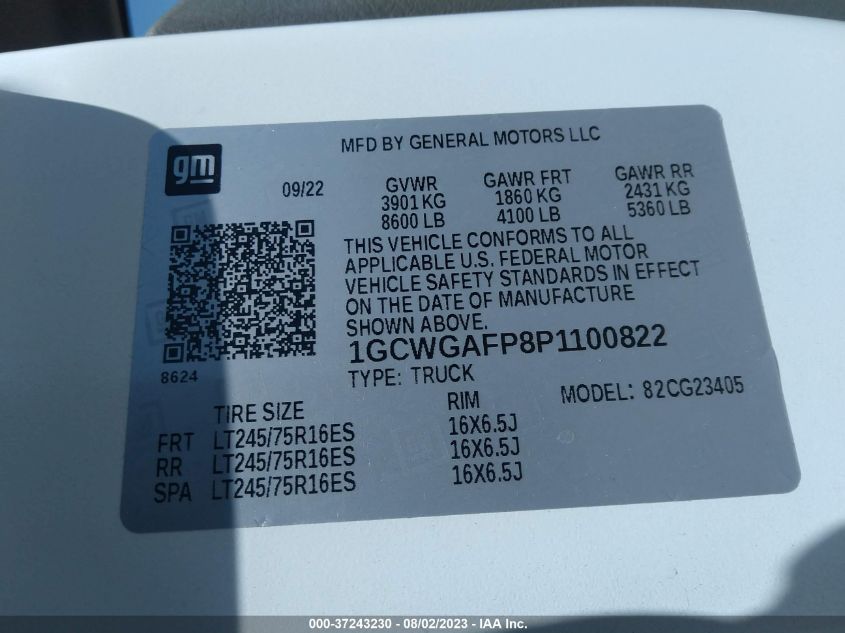 MFD BY GENERAL MOTORS LLC
gm
09/22
GVWR GAWR FRT GAWR RR
3901 KG 1860 KG 2431 KG
8600 LB 4100 LB 5360 LB
THIS VEHICLE CONFORMS TO ALL
APPLICABLE U.S. FEDERAL MOTOR
VEHICLE SAFETY STANDARDS IN EFFECT
ON THE DATE OF MANUFACTURE
SHOWN ABOVE.
1GCWGAFP8P1100822
8624
TYPE: TRUCK
MODEL: 82CG23405
TIRE SIZE RIM
FRT LT245/75R16ES 16X6.5J
RR LT245/75R16ES 16X6.5J
SPA LT245/75R16ES 16X6.5J
000-37243230 - 08/02/2023 - IAA Inc.